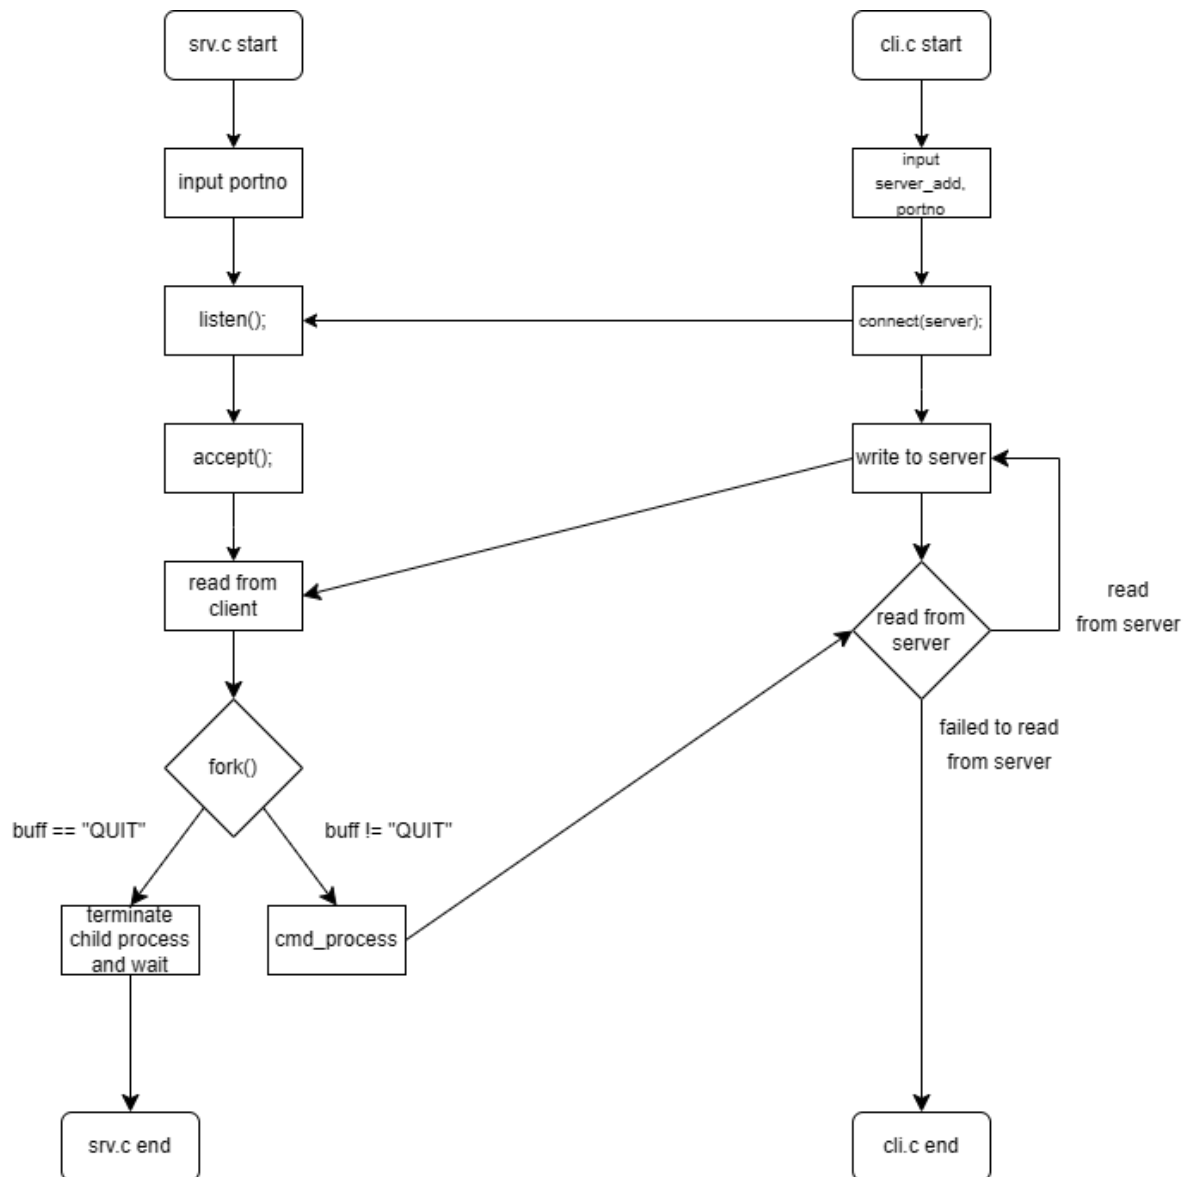 srv.c start
cli.c start
input portno
input
server_add,
portno
listen();
connect(server);
accept();
write to server
read from
client
read from
server
read
from server
failed to read
from server
fork()
buff == "QUIT"
buff != "QUIT"
terminate
child process
and wait
cmd_process
srv.c end
cli.c end